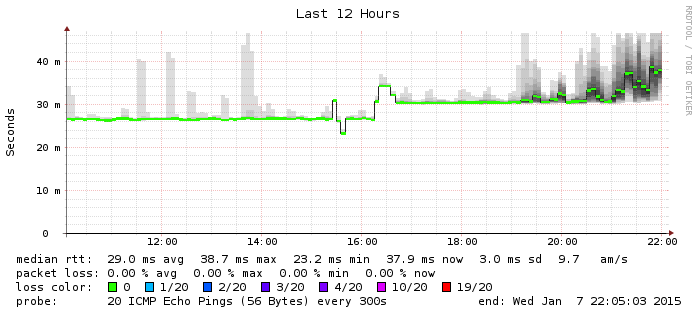 Last 12 Hours
RRDTOOL / TOBI OETIKER
Seconds
40 m
30 m
20 m
10 m
0
12:00 14:00 16:00 18:00 20:00 22:00
median rtt: 29.0 ms avg 38.7 ms max 23.2 ms min 37.9 ms now 3.0 ms sd 9.7 am/s
packet loss: 0.00 % avg 0.00 % max 0.00 % min 0.00 % now
loss color: 0 1/20 2/20 3/20 4/20 10/20 19/20
probe: 20 ICMP Echo Pings (56 Bytes) every 300s end: Wed Jan 7 22:05:03 2015